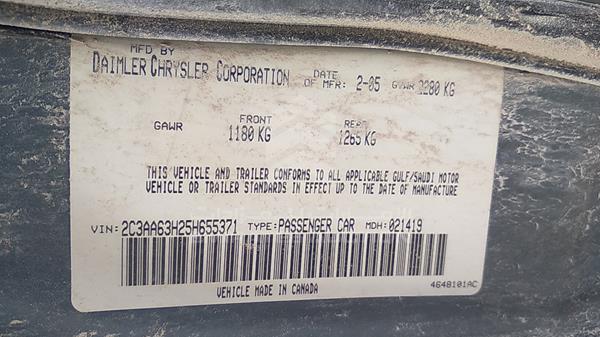 MFD BY
DAIMLER CHRYSLER CORPORATION DATE OF MFR: 2-05 GVWR 2280 KG
FRONT REAR
GAWR 1180 KG 1265 KG
THIS VEHICLE AND TRAILER CONFORMS TO ALL APPLICABLE GULF/SAUDI MOTOR
VEHICLE OR TRAILER STANDARDS IN EFFECT UP TO THE DATE OF MANUFACTURE
VIN: 2C3AA63H25H655371 TYPE: PASSENGER CAR MDH: 021419
VEHICLE MADE IN CANADA 4648101AC